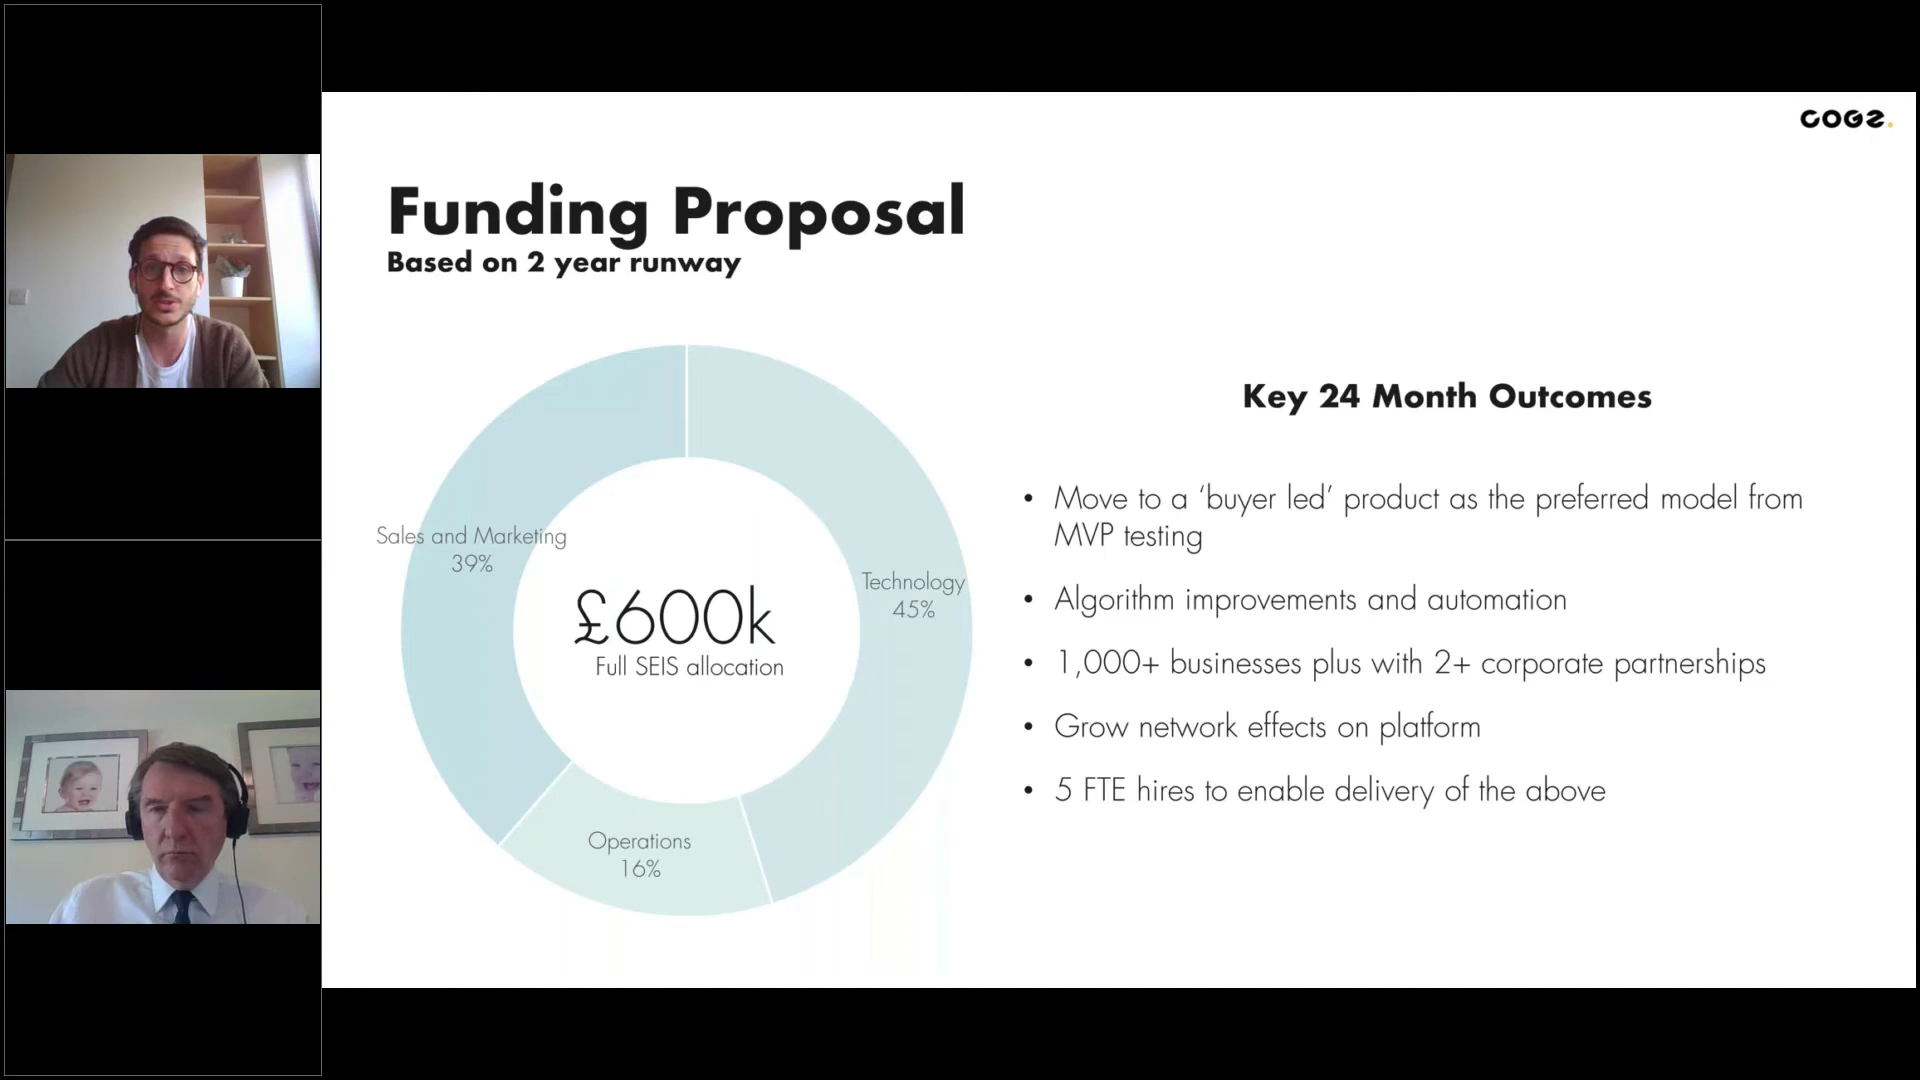 COGZ.
Funding Proposal
Based on 2 year runway
Sales and Marketing
39%
Technology
45%
£600k
Full SEIS allocation
Operations
16%
Key 24 Month Outcomes
• Move to a ‘buyer led’ product as the preferred model from
MVP testing
• Algorithm improvements and automation
• 1,000+ businesses plus with 2+ corporate partnerships
• Grow network effects on platform
• 5 FTE hires to enable delivery of the above